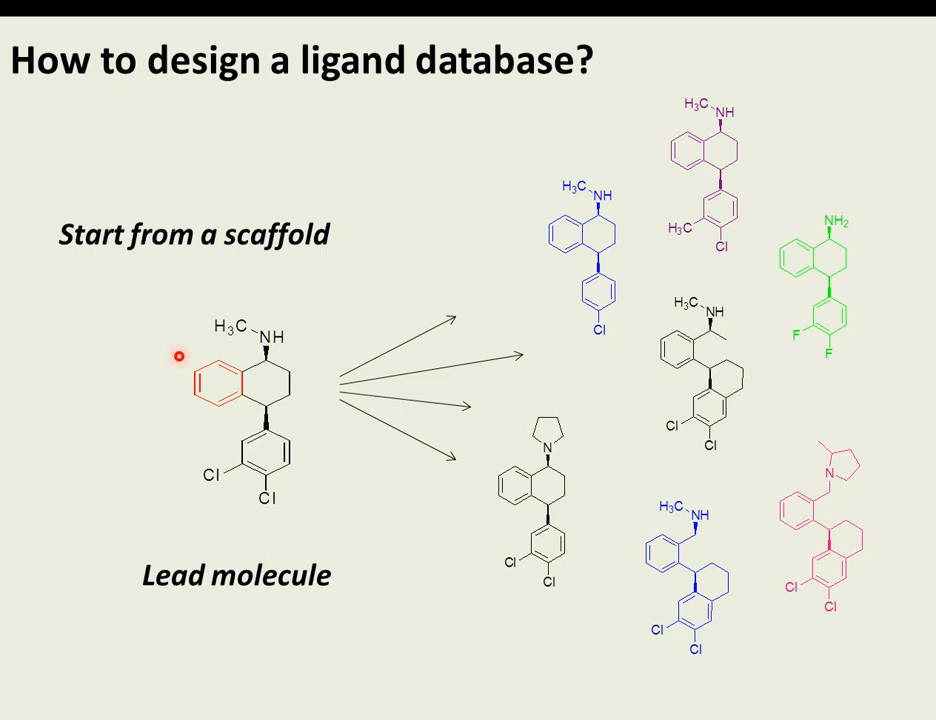 How to design a ligand database?
H₃C NH
H₃C NH
Start from a scaffold
H₃C
Cl
NH₂
Cl
H₃C NH
F
F
H₃C NH
Cl
Cl
N
N
Cl
Cl
H₃C NH
Cl
Cl
Lead molecule
Cl
Cl
Cl
Cl